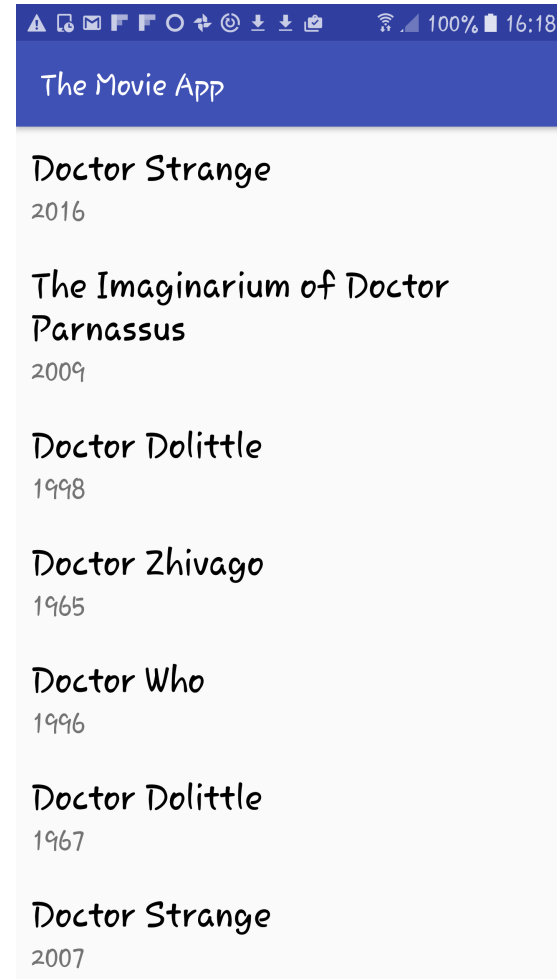 100% 16:18
The Movie App
Doctor Strange
2016
The Imaginarium of Doctor
Parnassus
2009
Doctor Dolittle
1998
Doctor Zhivago
1965
Doctor Who
1996
Doctor Dolittle
1967
Doctor Strange
2007